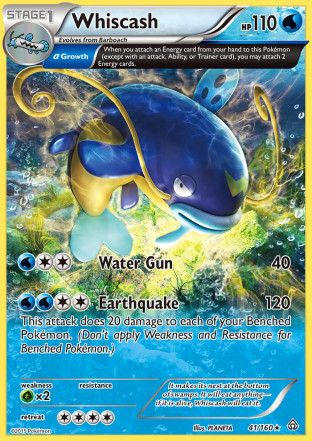 STAGE1
Whiscash
HP110
Evolves from Barboach
α Growth
When you attach an Energy card from your hand to this Pokémon
(except with an attack, Ability, or Trainer card), you may attach 2
Energy cards.
Water Gun 40
Earthquake 120
This attack does 20 damage to each of your Benched
Pokémon. (Don't apply Weakness and Resistance for
Benched Pokémon.)
weakness
resistance
×2
retreat
It makes its nest at the bottom
of swamps. It will eat anything—
if it is alive, Whiscash will eat it.
©2015 Pokémon
Illus. PLANETA
41/160★